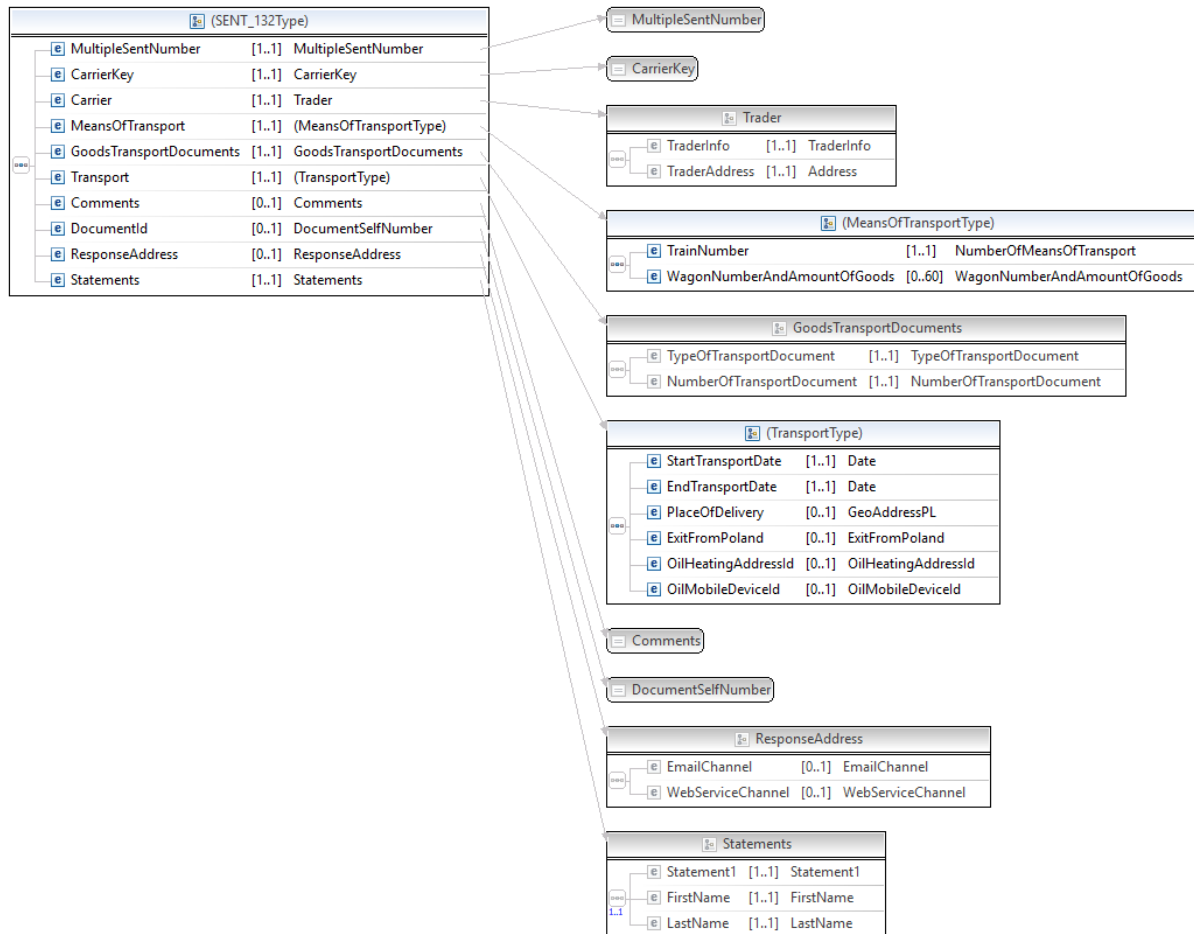 (SENT_132Type)
MultipleSentNumber [1..1] MultipleSentNumber
CarrierKey [1..1] CarrierKey
Carrier [1..1] Trader
MeansOfTransport [1..1] (MeansOfTransportType)
GoodsTransportDocuments [1..1] GoodsTransportDocuments
Transport [1..1] (TransportType)
Comments [0..1] Comments
DocumentId [0..1] DocumentSelfNumber
ResponseAddress [0..1] ResponseAddress
Statements [1..1] Statements
MultipleSentNumber
CarrierKey
Trader
TraderInfo [1..1] TraderInfo
TraderAddress [1..1] Address
(MeansOfTransportType)
TrainNumber [1..1] NumberOfMeansOfTransport
WagonNumberAndAmountOfGoods [0..60] WagonNumberAndAmountOfGoods
GoodsTransportDocuments
TypeOfTransportDocument [1..1] TypeOfTransportDocument
NumberOfTransportDocument [1..1] NumberOfTransportDocument
(TransportType)
StartTransportDate [1..1] Date
EndTransportDate [1..1] Date
PlaceOfDelivery [0..1] GeoAddressPL
ExitFromPoland [0..1] ExitFromPoland
OilHeatingAddressId [0..1] OilHeatingAddressId
OilMobileDeviceId [0..1] OilMobileDeviceId
Comments
DocumentSelfNumber
ResponseAddress
EmailChannel [0..1] EmailChannel
WebServiceChannel [0..1] WebServiceChannel
Statements
Statement1 [1..1] Statement1
FirstName [1..1] FirstName
1..1
LastName [1..1] LastName